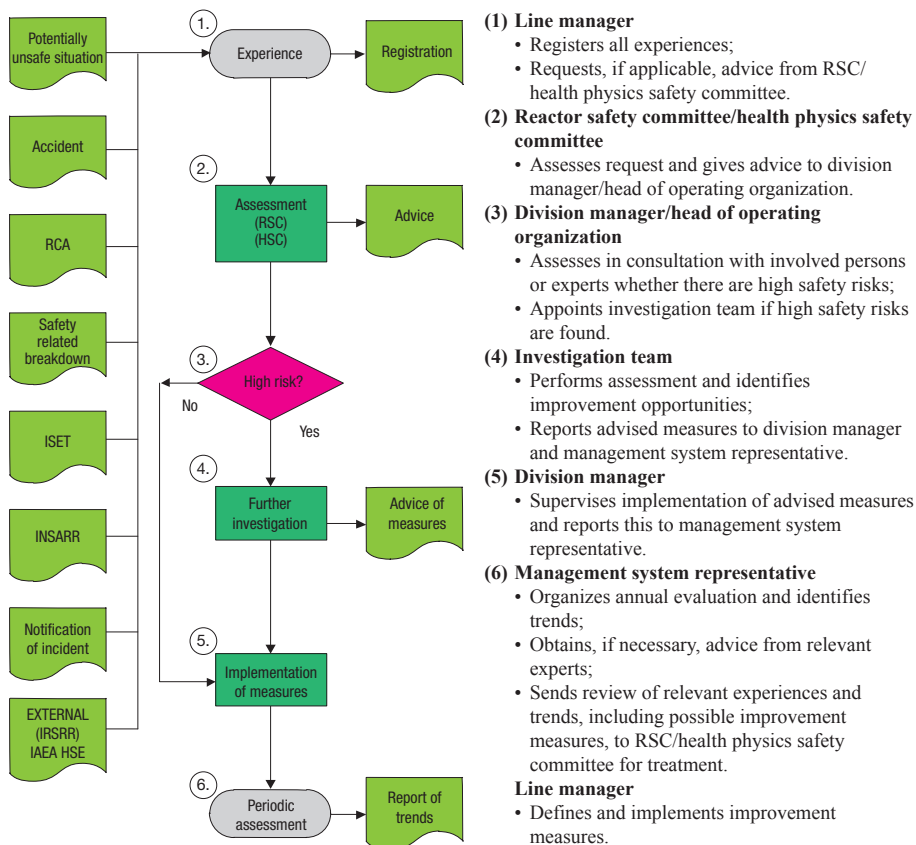 Potentially
unsafe situation
Accident
RCA
Safety
related
breakdown
ISET
INSARR
Notification
of incident
EXTERNAL
(IRSRR)
IAEA HSE
1.
Experience
Registration
2.
Assessment
(RSC)
(HSC)
Advice
3.
High risk?
No
Yes
4.
Further
investigation
Advice of
measures
5.
Implementation
of measures
6.
Periodic
assessment
Report of
trends
(1) Line manager
• Registers all experiences;
• Requests, if applicable, advice from RSC/
health physics safety committee.
(2) Reactor safety committee/health physics safety
committee
• Assesses request and gives advice to division
manager/head of operating organization.
(3) Division manager/head of operating
organization
• Assesses in consultation with involved persons
or experts whether there are high safety risks;
• Appoints investigation team if high safety risks
are found.
(4) Investigation team
• Performs assessment and identifies
improvement opportunities;
• Reports advised measures to division manager
and management system representative.
(5) Division manager
• Supervises implementation of advised measures
and reports this to management system
representative.
(6) Management system representative
• Organizes annual evaluation and identifies
trends;
• Obtains, if necessary, advice from relevant
experts;
• Sends review of relevant experiences and
trends, including possible improvement
measures, to RSC/health physics safety
committee for treatment.
Line manager
• Defines and implements improvement
measures.